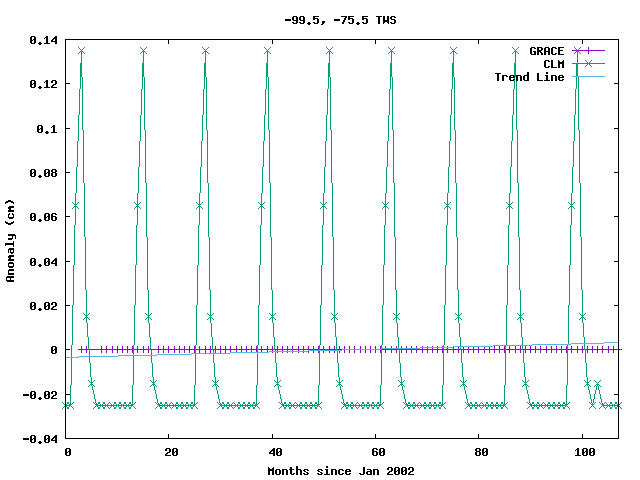 -99.5, -75.5 TWS
GRACE
CLM
Trend Line
0.14
0.12
0.1
0.08
0.06
0.04
0.02
0
-0.02
-0.04
Anomaly (cm)
0 20 40 60 80 100
Months since Jan 2002